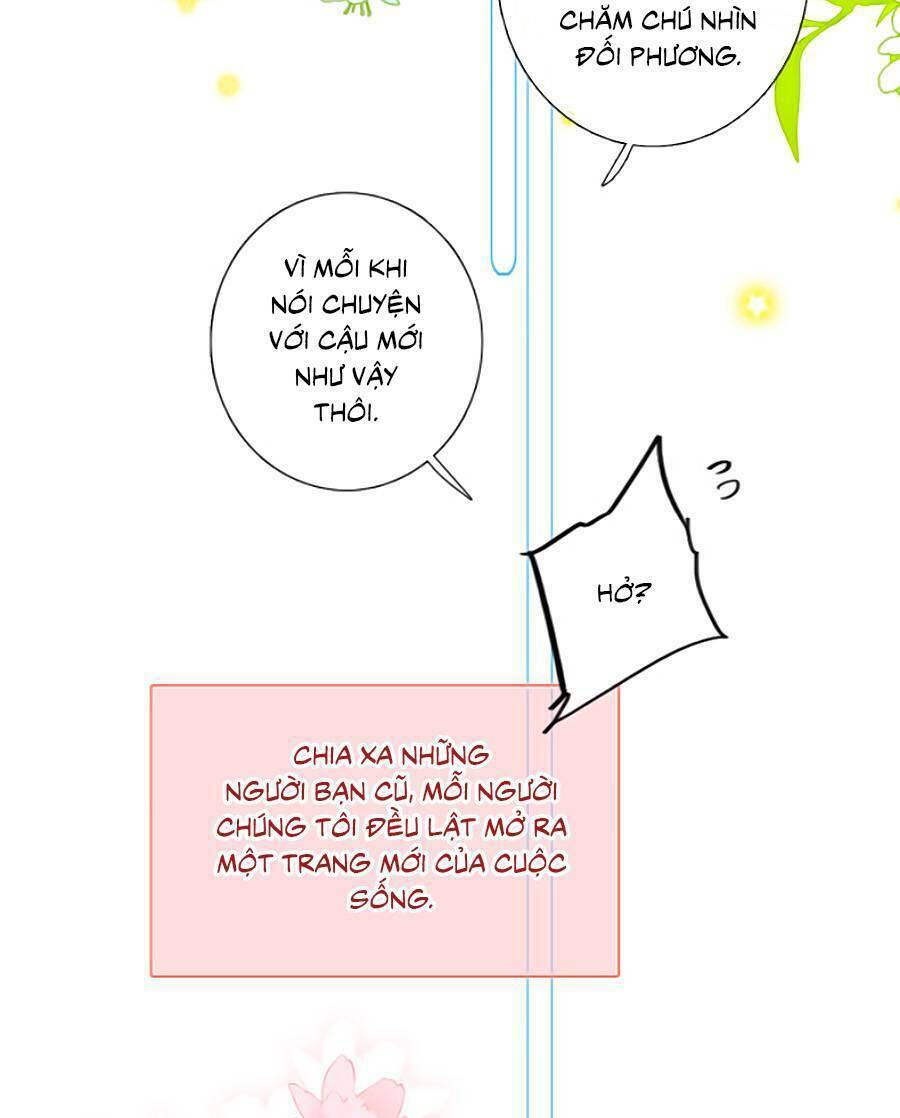 CHĂM CHÚ NHÌN
ĐỐI PHƯƠNG.
VÌ MỖI KHI
NÓI CHUYỆN
VỚI CẬU MỚI
NHƯ VẬY
THÔI.
HỞ?
CHIA XA NHỮNG
NGƯỜI BẠN CŨ, MỖI NGƯỜI
CHÚNG TÔI ĐỀU LẬT MỞ RA
MỘT TRANG MỚI CỦA CUỘC
SỐNG.